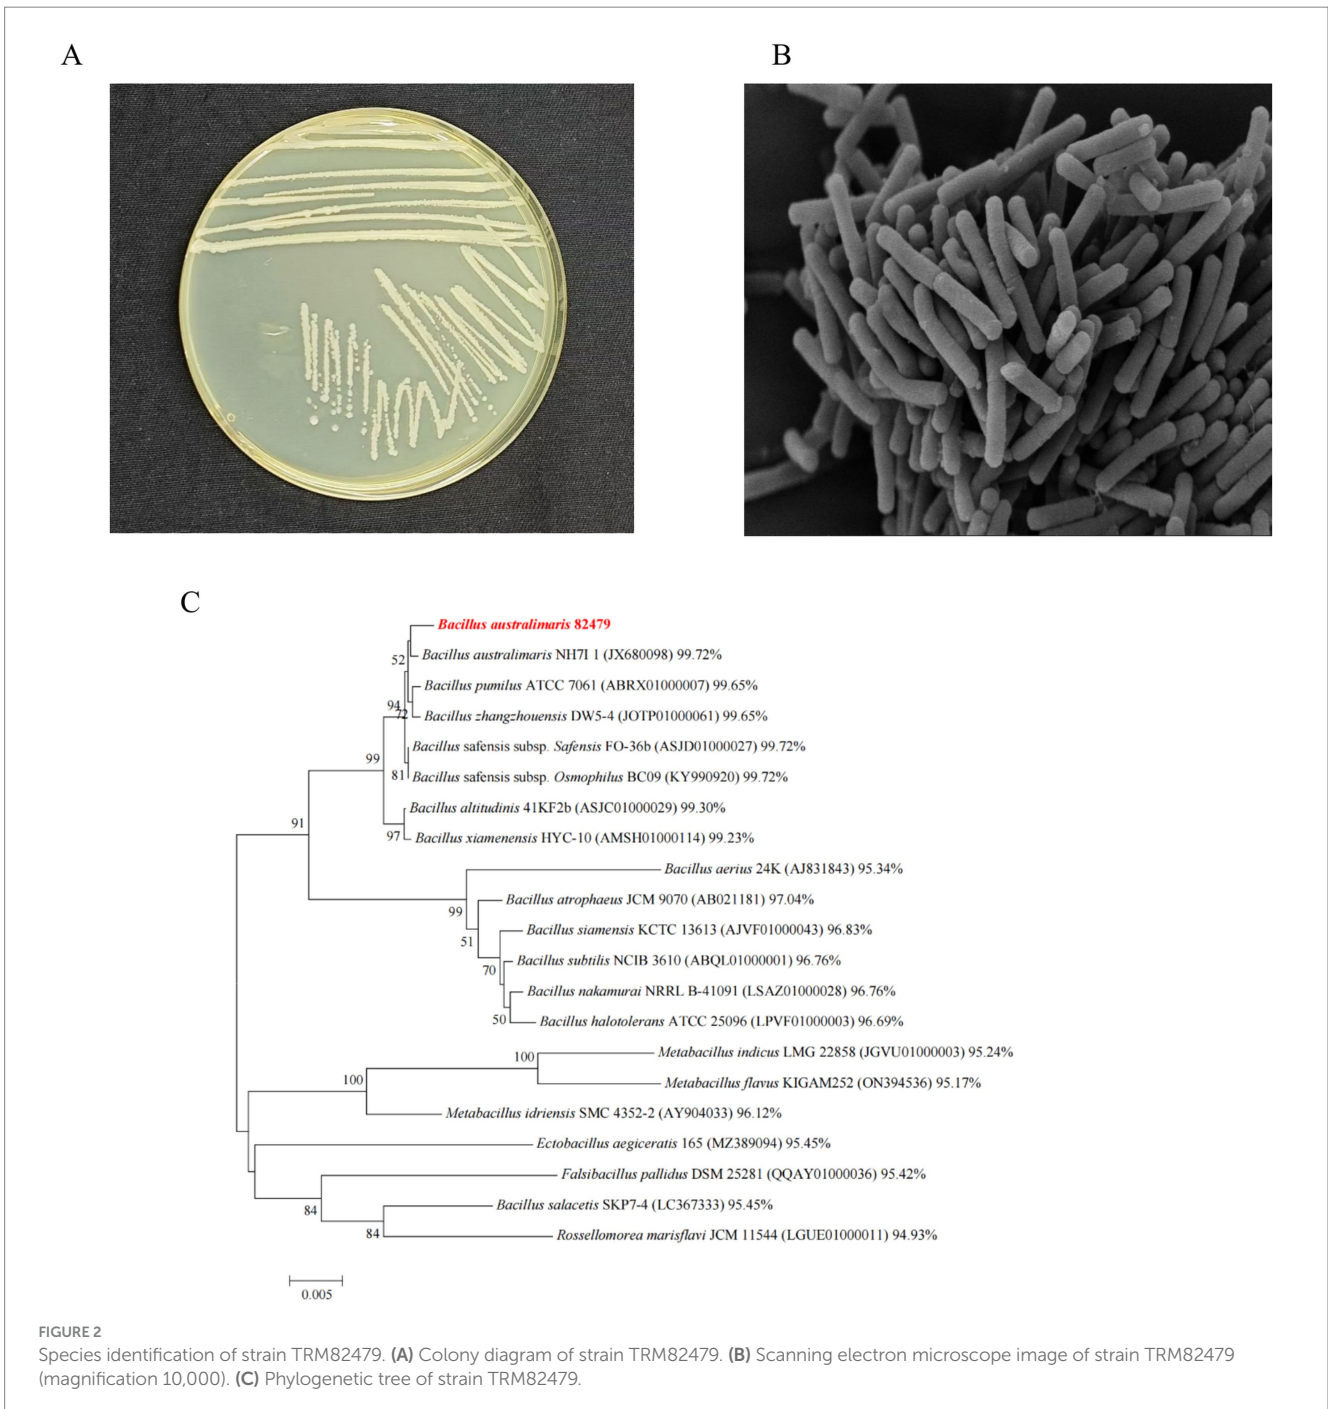 A
B
C
Bacillus australimaris 82479
52
Bacillus australimaris NH7I 1 (JX680098) 99.72%
Bacillus pumilus ATCC 7061 (ABRX01000007) 99.65%
94
72
Bacillus zhangzhouensis DW5-4 (JOTP01000061) 99.65%
Bacillus safensis subsp. Safensis FO-36b (ASJD01000027) 99.72%
99
81
Bacillus safensis subsp. Osmophilus BC09 (KY990920) 99.72%
Bacillus altitudinis 41KF2b (ASJC01000029) 99.30%
91
97
Bacillus xiamenensis HYC-10 (AMSH01000114) 99.23%
Bacillus aerius 24K (AJ831843) 95.34%
Bacillus atrophaeus JCM 9070 (AB021181) 97.04%
99
Bacillus siamensis KCTC 13613 (AJVF01000043) 96.83%
51
Bacillus subtilis NCIB 3610 (ABQL01000001) 96.76%
70
Bacillus nakamurai NRRL B-41091 (LSAZ01000028) 96.76%
50
Bacillus halotolerans ATCC 25096 (LPVF01000003) 96.69%
Metabacillus indicus LMG 22858 (JGVU01000003) 95.24%
100
100
Metabacillus flavus KIGAM252 (ON394536) 95.17%
Metabacillus idriensis SMC 4352-2 (AY904033) 96.12%
Ectobacillus aegiceratis 165 (MZ389094) 95.45%
Falsibacillus pallidus DSM 25281 (QQAY01000036) 95.42%
84
Bacillus salacetis SKP7-4 (LC367333) 95.45%
84
Rossellomorea marisflavi JCM 11544 (LGUE01000011) 94.93%
0.005
FIGURE 2
Species identification of strain TRM82479. (A) Colony diagram of strain TRM82479. (B) Scanning electron microscope image of strain TRM82479
(magnification 10,000). (C) Phylogenetic tree of strain TRM82479.